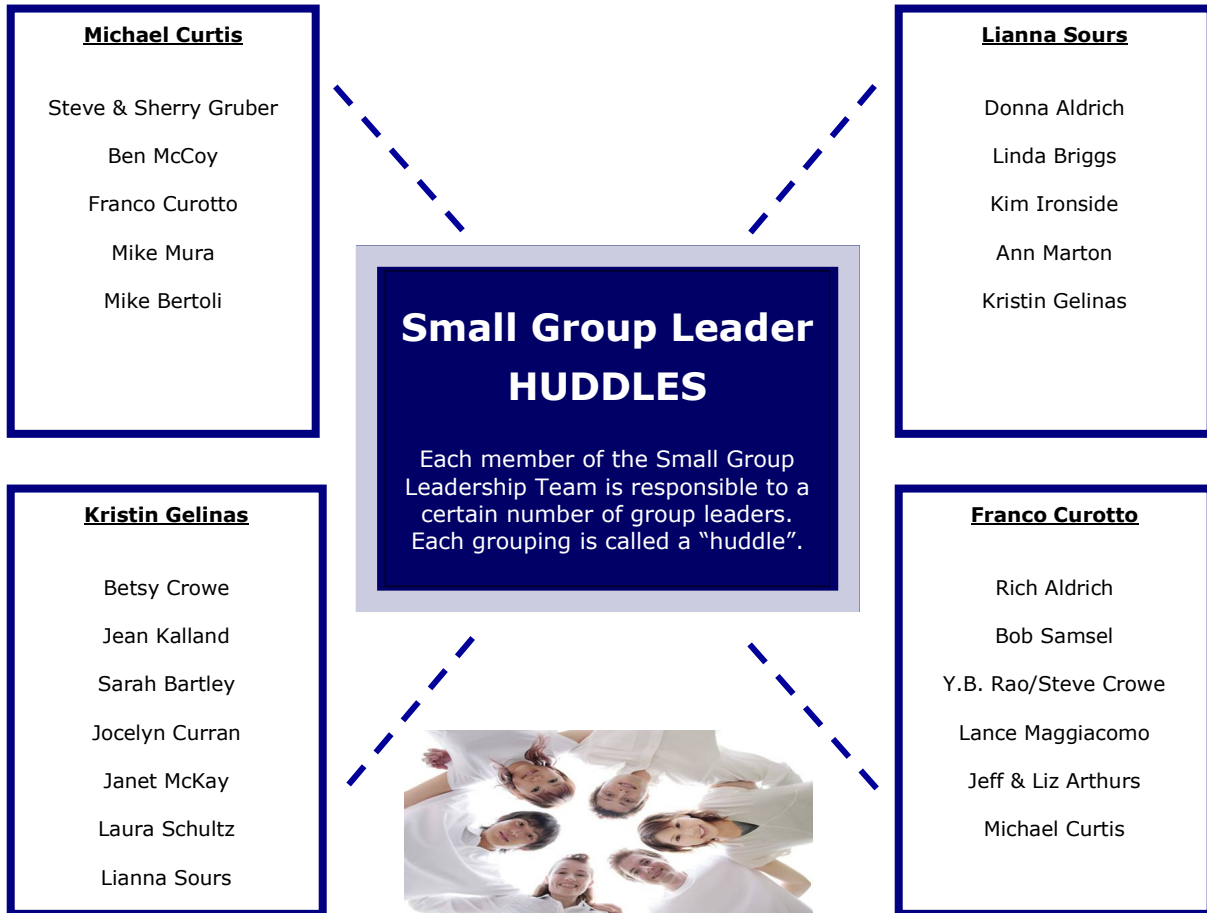 Michael Curtis
Steve & Sherry Gruber
Ben McCoy
Franco Curotto
Mike Mura
Mike Bertoli
Lianna Sours
Donna Aldrich
Linda Briggs
Kim Ironside
Ann Marton
Kristin Gelinas
Small Group Leader
HUDDLES
Each member of the Small Group
Leadership Team is responsible to a
certain number of group leaders.
Each grouping is called a “huddle”.
Kristin Gelinas
Betsy Crowe
Jean Kalland
Sarah Bartley
Jocelyn Curran
Janet McKay
Laura Schultz
Lianna Sours
Franco Curotto
Rich Aldrich
Bob Samsel
Y.B. Rao/Steve Crowe
Lance Maggiacomo
Jeff & Liz Arthurs
Michael Curtis